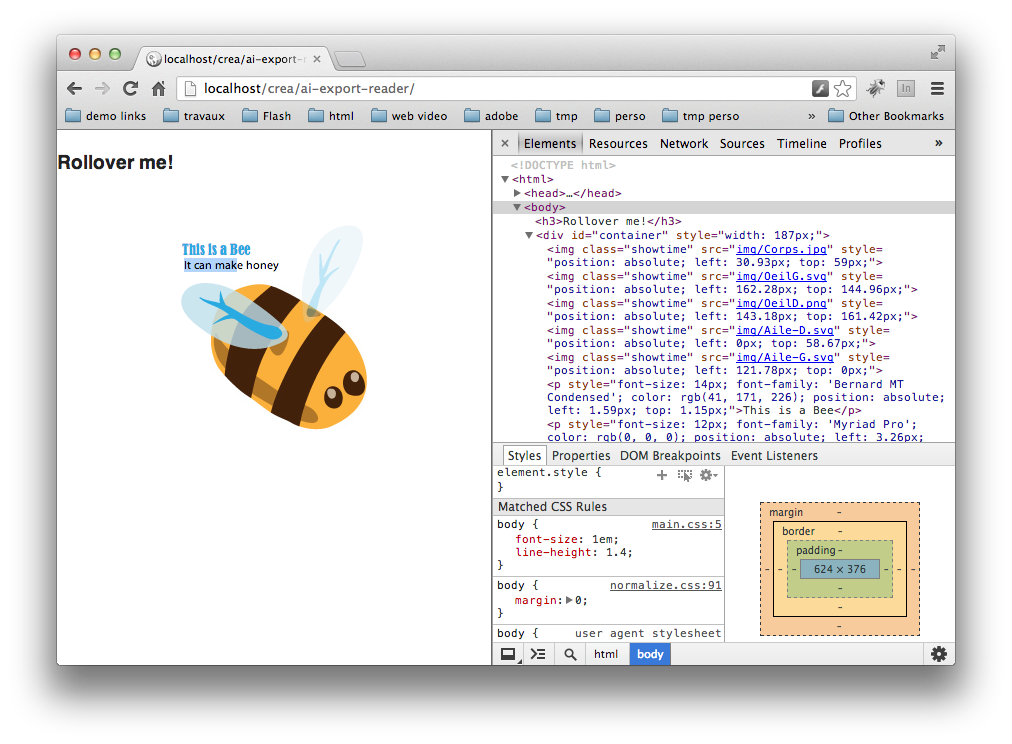 localhost/crea/ai-export-
localhost/crea/ai-export-reader/
In
demo links travaux Flash html web video adobe tmp perso tmp perso » Other Bookmarks
Rollover me!
This is a Bee
It can make honey
× Elements Resources Network Sources Timeline Profiles »
<!DOCTYPE html>
▼<html>
▶<head>…</head>
▼<body>
<h3>Rollover me!</h3>
▼<div id="container" style="width: 187px;">
<img class="showtime" src="img/Corps.jpg" style=
"position: absolute; left: 30.93px; top: 59px;">
<img class="showtime" src="img/OeilG.svg" style=
"position: absolute; left: 162.28px; top: 144.96px;">
<img class="showtime" src="img/OeilD.png" style=
"position: absolute; left: 143.18px; top: 161.42px;">
<img class="showtime" src="img/Aile-D.svg" style=
"position: absolute; left: 0px; top: 58.67px;">
<img class="showtime" src="img/Aile-G.svg" style=
"position: absolute; left: 121.78px; top: 0px;">
<p style="font-size: 14px; font-family: 'Bernard MT
Condensed'; color: rgb(41, 171, 226); position: absolute;
left: 1.59px; top: 1.15px;">This is a Bee</p>
<p style="font-size: 12px; font-family: 'Myriad Pro';
color: rgb(0, 0, 0); position: absolute; left: 3.26px;
Styles Properties DOM Breakpoints Event Listeners
element.style {
}
Matched CSS Rules
body { main.css:5
font-size: 1em;
line-height: 1.4;
}
body { normalize.css:91
margin:▶0;
}
body { user agent stylesheet
margin -
border -
padding -
- - - 624 × 376 - - -
-
-
-
html body